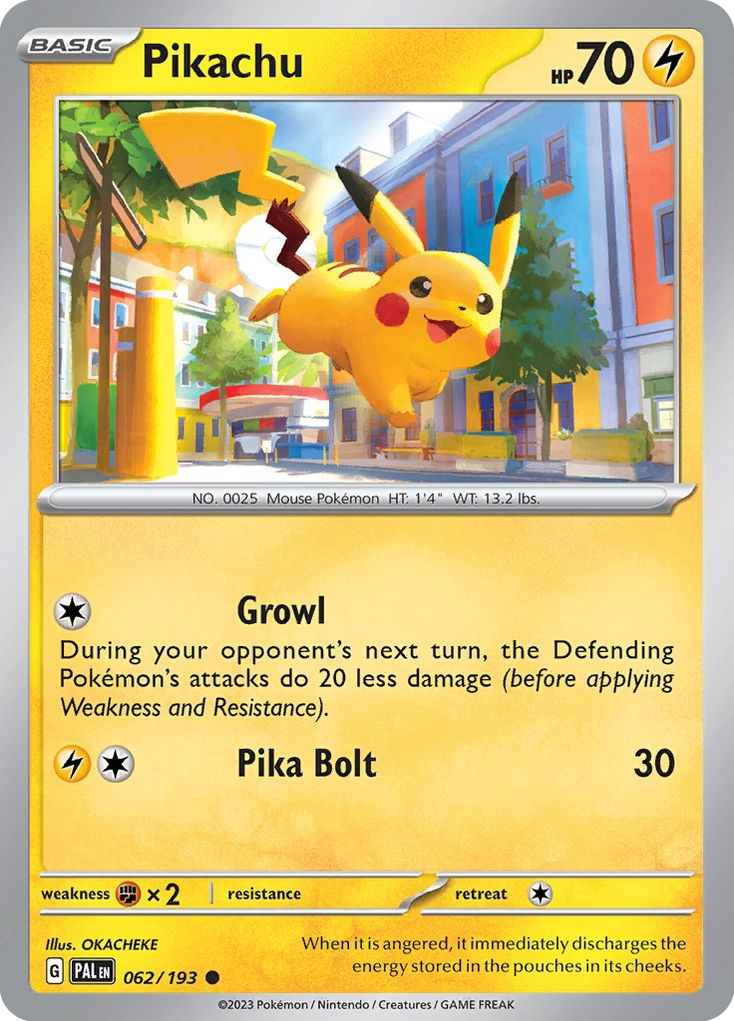 BASIC
Pikachu
HP 70
NO. 0025 Mouse Pokémon HT: 1'4" WT: 13.2 lbs.
Growl
During your opponent's next turn, the Defending
Pokémon's attacks do 20 less damage (before applying
Weakness and Resistance).
Pika Bolt 30
weakness ×2 resistance retreat
Illus. OKACHEKE
When it is angered, it immediately discharges the
energy stored in the pouches in its cheeks.
G PAL EN 062/193
©2023 Pokémon / Nintendo / Creatures / GAME FREAK